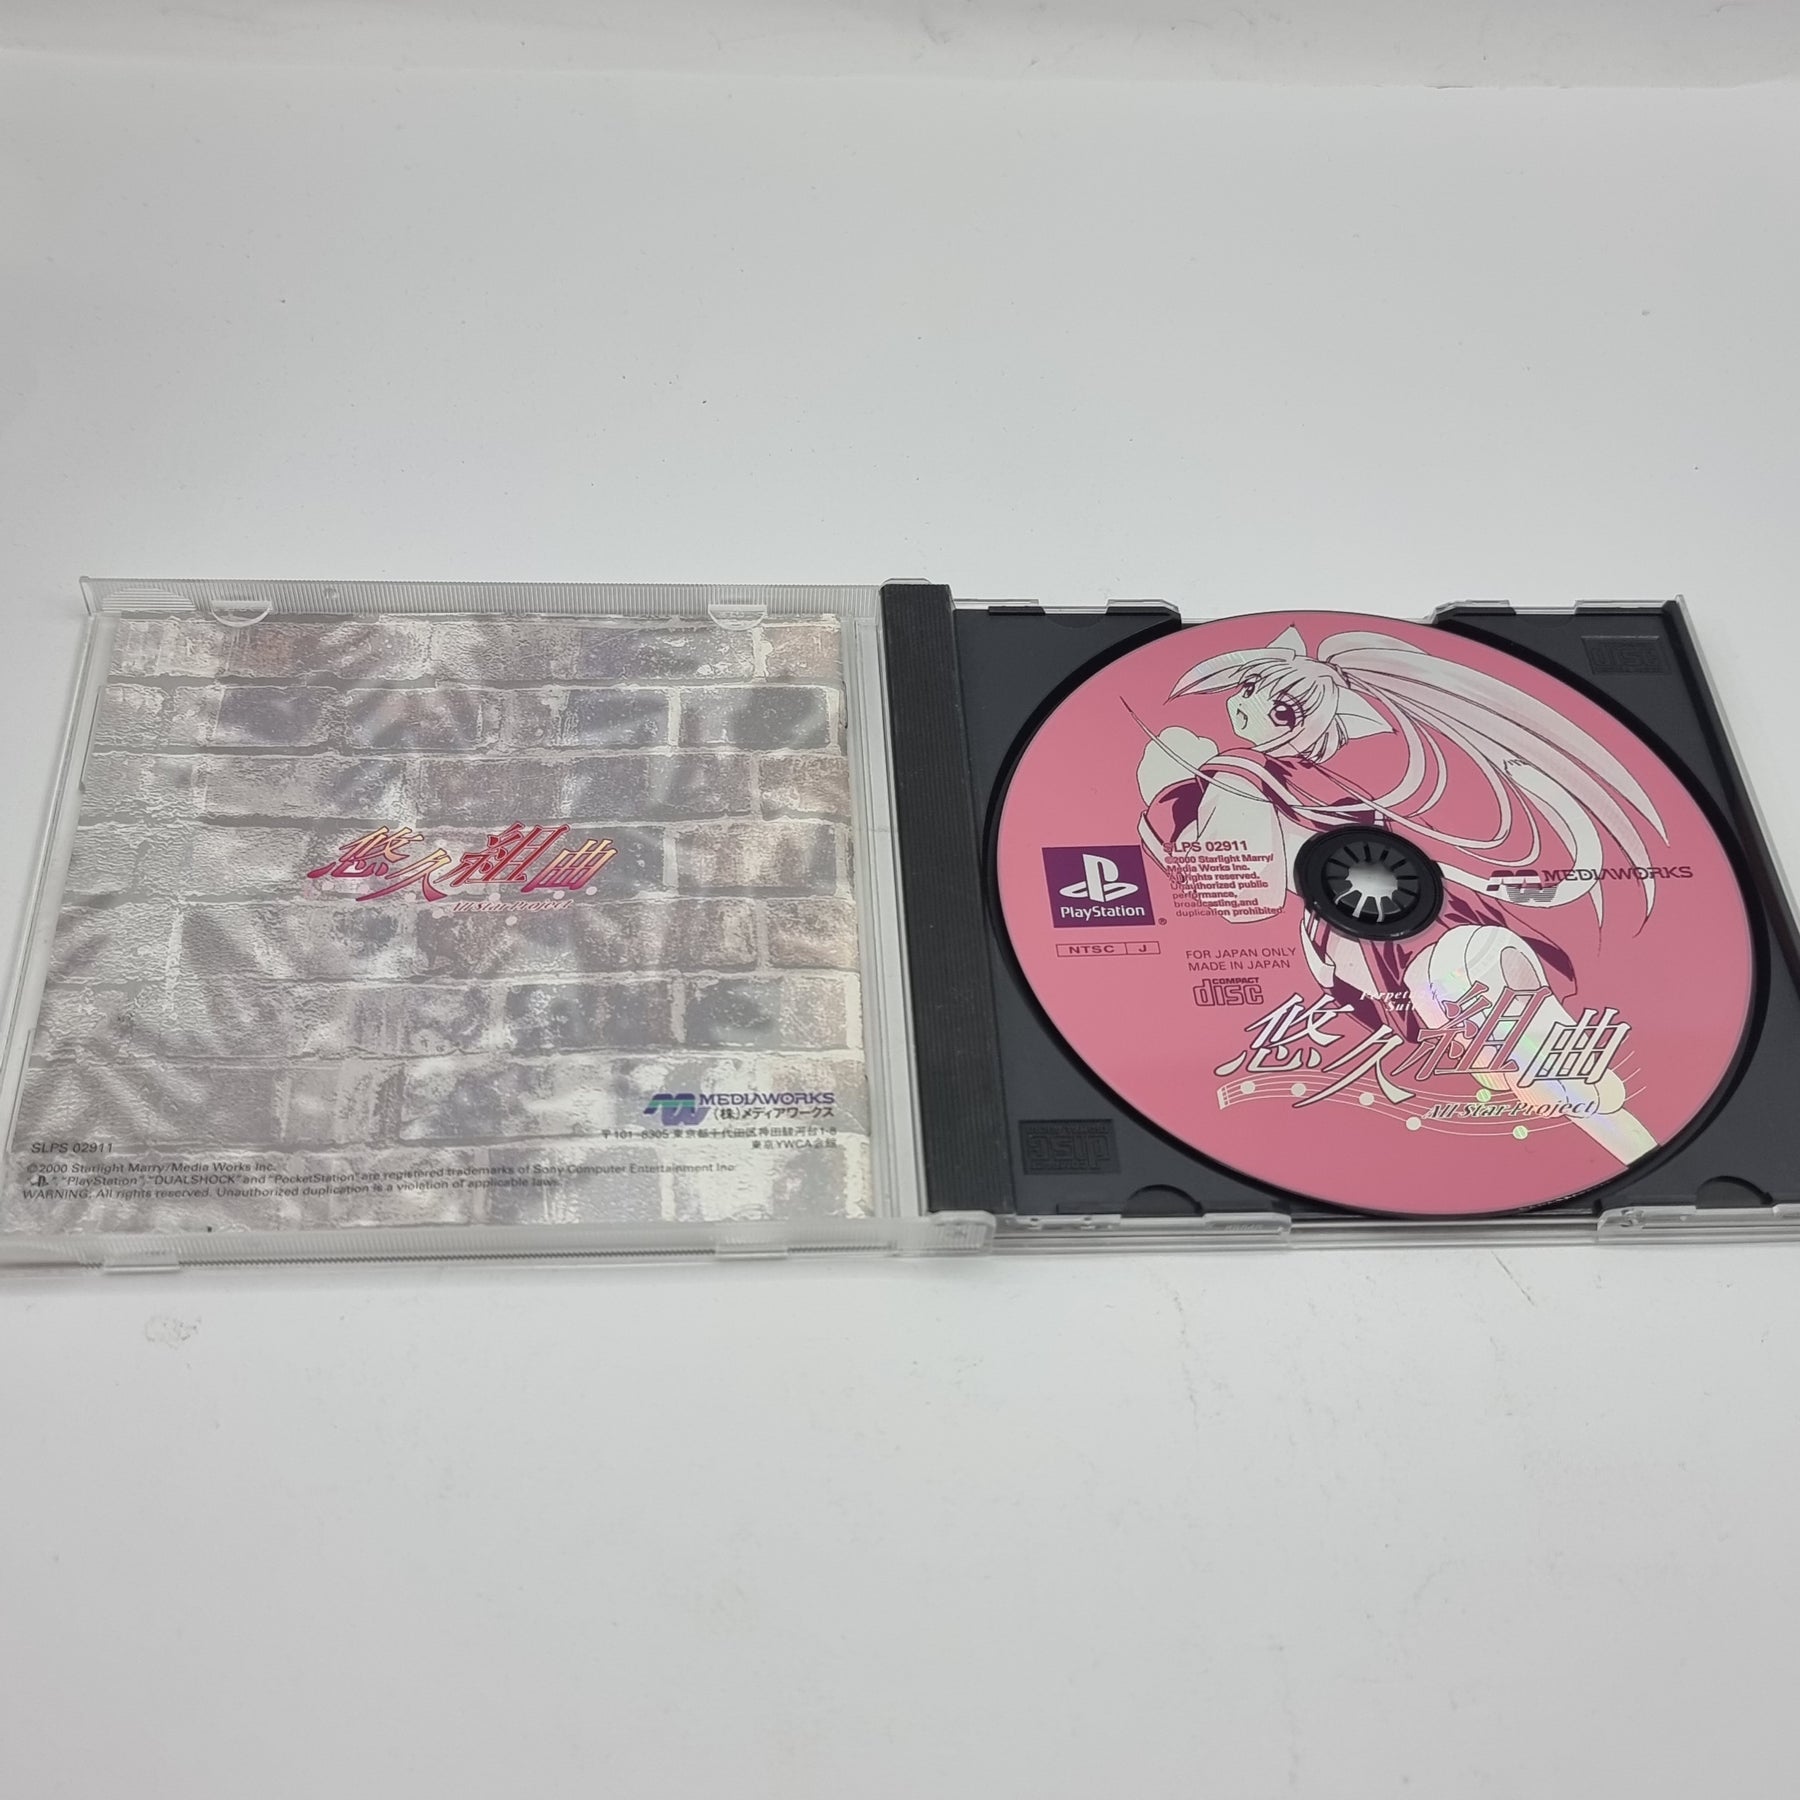 悠久組曲
All Star Project
MEDIAWORKS
(株)メディアワークス
〒101-8305 東京都千代田区神田駿河台1-8
東京YWCA会館
SLPS 02911
©2000 Starlight Marry/Media Works Inc.
" ", "PlayStation", "DUALSHOCK" and "PocketStation" are registered trademarks of Sony Computer Entertainment Inc.
WARNING: All rights reserved. Unauthorized duplication is a violation of applicable laws.
SLPS 02911
©2000 Starlight Marry/
Media Works Inc.
All rights reserved.
Unauthorized public
performance,
broadcasting,and
duplication prohibited.
PlayStation
®
NTSC J
MEDIAWORKS
FOR JAPAN ONLY
MADE IN JAPAN
COMPACT
disc
悠久組曲
All Star Project
disc
disc